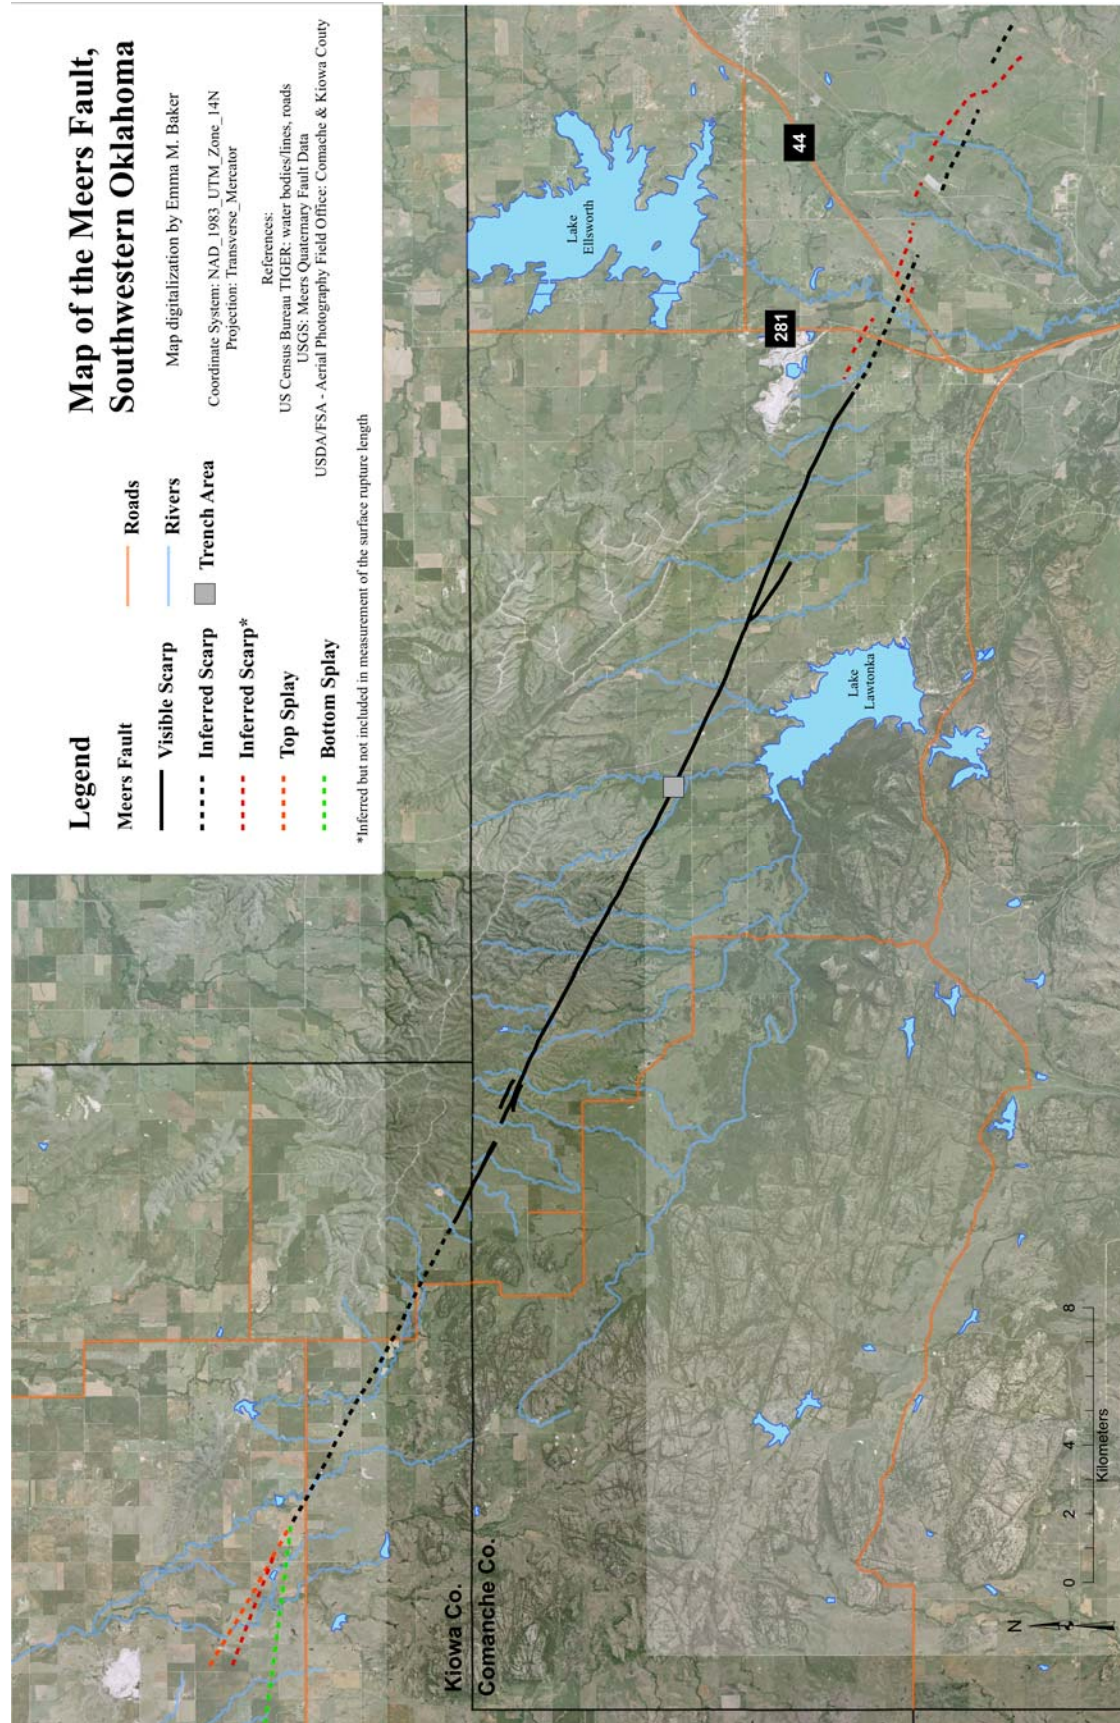 Map of the Meers Fault,
Southwestern Oklahoma
Map digitalization by Emma M. Baker
Coordinate System: NAD_1983_UTM_Zone_14N
Projection: Transverse_Mercator
References:
US Census Bureau TIGER: water bodies/lines, roads
USGS: Meers Quaternary Fault Data
USDA/FSA - Aerial Photography Field Office: Comache & Kiowa Couty
Legend
Meers Fault
Visible Scarp
Inferred Scarp
Inferred Scarp*
Top Splay
Bottom Splay
Roads
Rivers
Trench Area
*Inferred but not included in measurement of the surface rupture length
Lake
Ellsworth
44
281
Lake
Lawtonka
Kiowa Co.
Comanche Co.
N
0 2 4 8
Kilometers